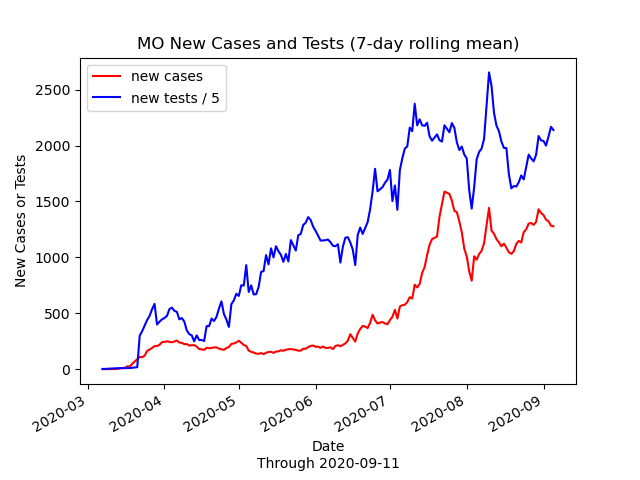 MO New Cases and Tests (7-day rolling mean)
new cases
new tests / 5
New Cases or Tests
2500
2000
1500
1000
500
0
2020-03
2020-04
2020-05
2020-06
2020-07
2020-08
2020-09
Date
Through 2020-09-11